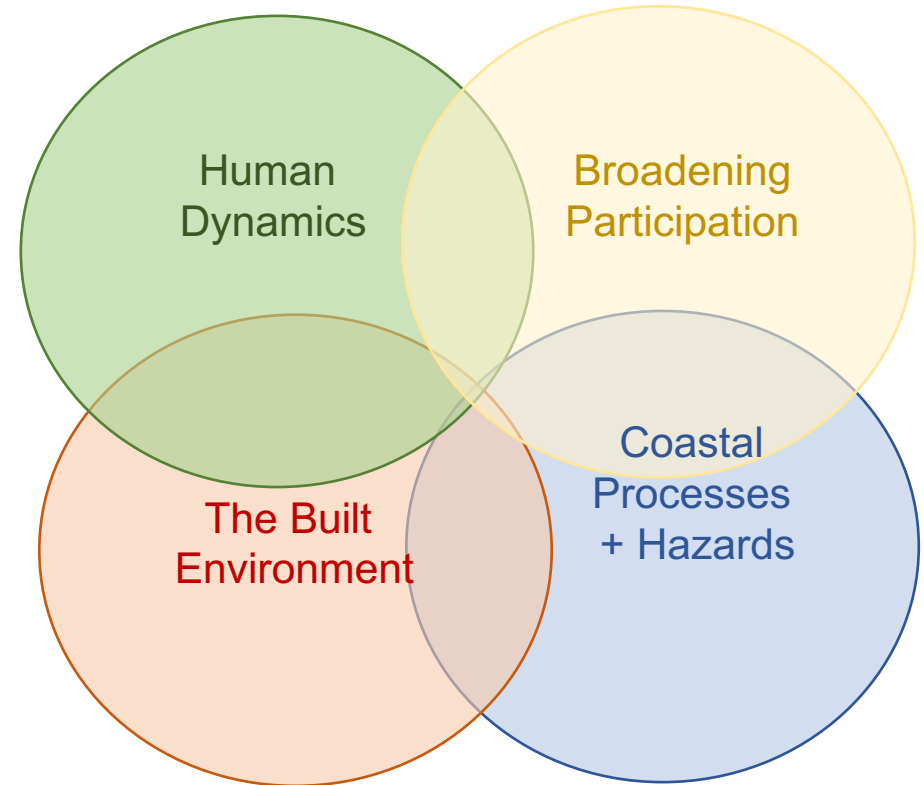 Human
Dynamics
Broadening
Participation
The Built
Environment
Coastal
Processes
+ Hazards